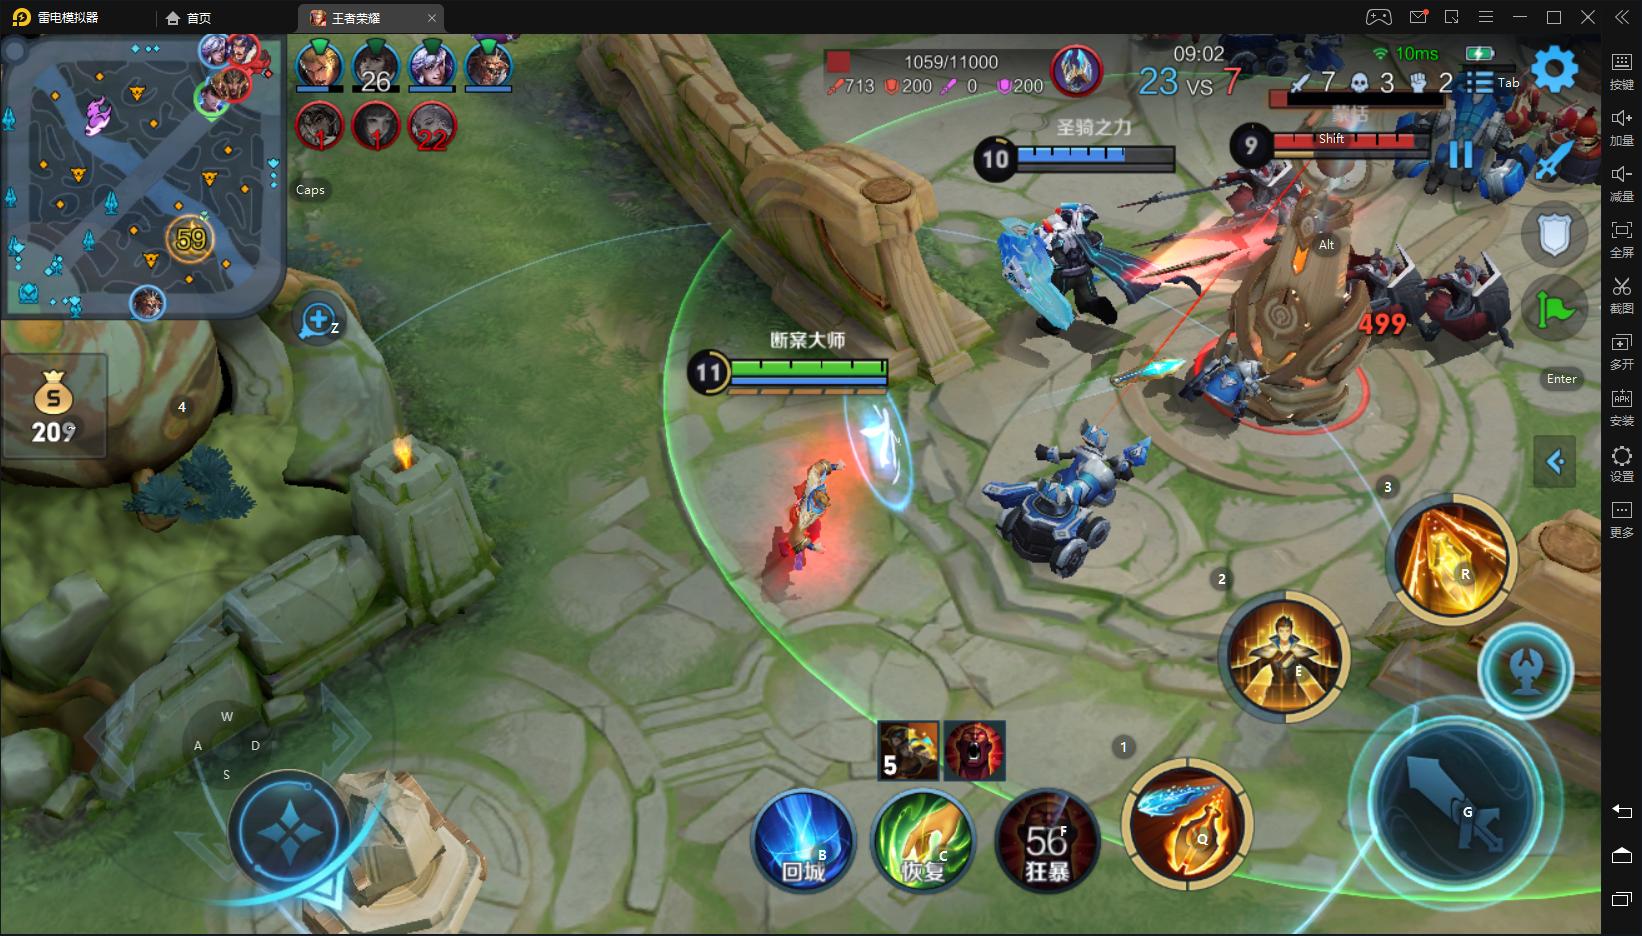 雷电模拟器
首页
王者荣耀
26
1
1
22
Caps
1059/11000
713 200 0 200
09:02
23 VS 7
10ms
7 3 2 Tab
圣骑之力
10
9
Shift
Alt
499
断案大师
11
59
Z
209
4
Enter
3
2
1
R
E
Q
G
W
A D
S
5
回城 B
恢复 C
56 F
狂暴
按键
加量
减量
全屏
截图
多开
APK
安装
设置
更多